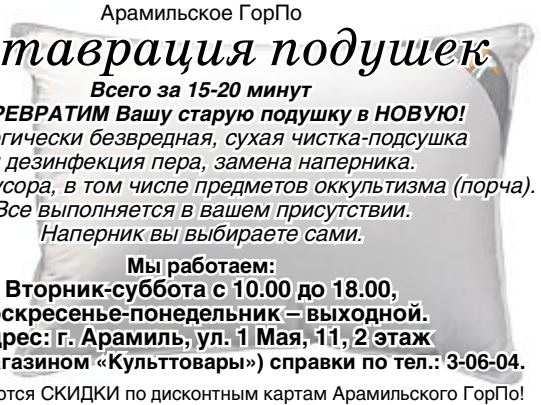 Арамильское ГорПо
таврация подушек
Всего за 15-20 минут
РЕВРАТИМ Вашу старую подушку в НОВУЮ!
гически безвредная, сухая чистка-подсушка
дезинфекция пера, замена наперника.
усора, в том числе предметов оккультизма (порча).
Все выполняется в вашем присутствии.
Наперник вы выбираете сами.
Мы работаем:
Вторник-суббота с 10.00 до 18.00,
оскресенье-понедельник – выходной.
дрес: г. Арамиль, ул. 1 Мая, 11, 2 этаж
газином «Культтовары») справки по тел.: 3-06-04.
ются СКИДКИ по дисконтным картам Арамильского ГорПо!